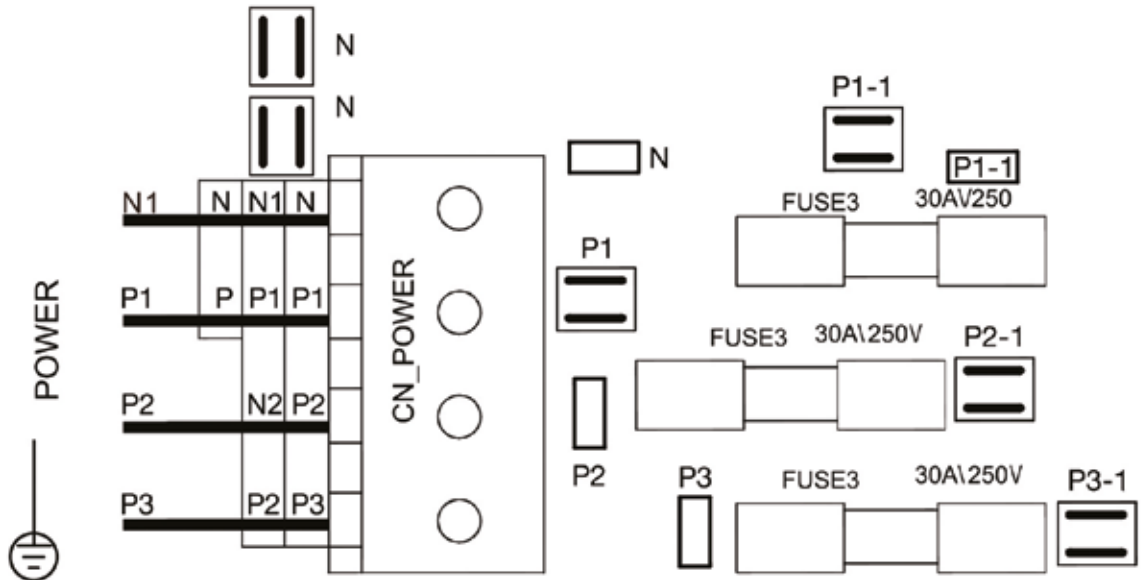 N
N
P1-1
N
P1-1
FUSE3 30A\/250
N1 N N1 N
P1
P1 P P1 P1
POWER
CN_POWER
FUSE3 30A\250V P2-1
P2 N2 P2
P2
P3
FUSE3 30A\250V P3-1
P3 P2 P3